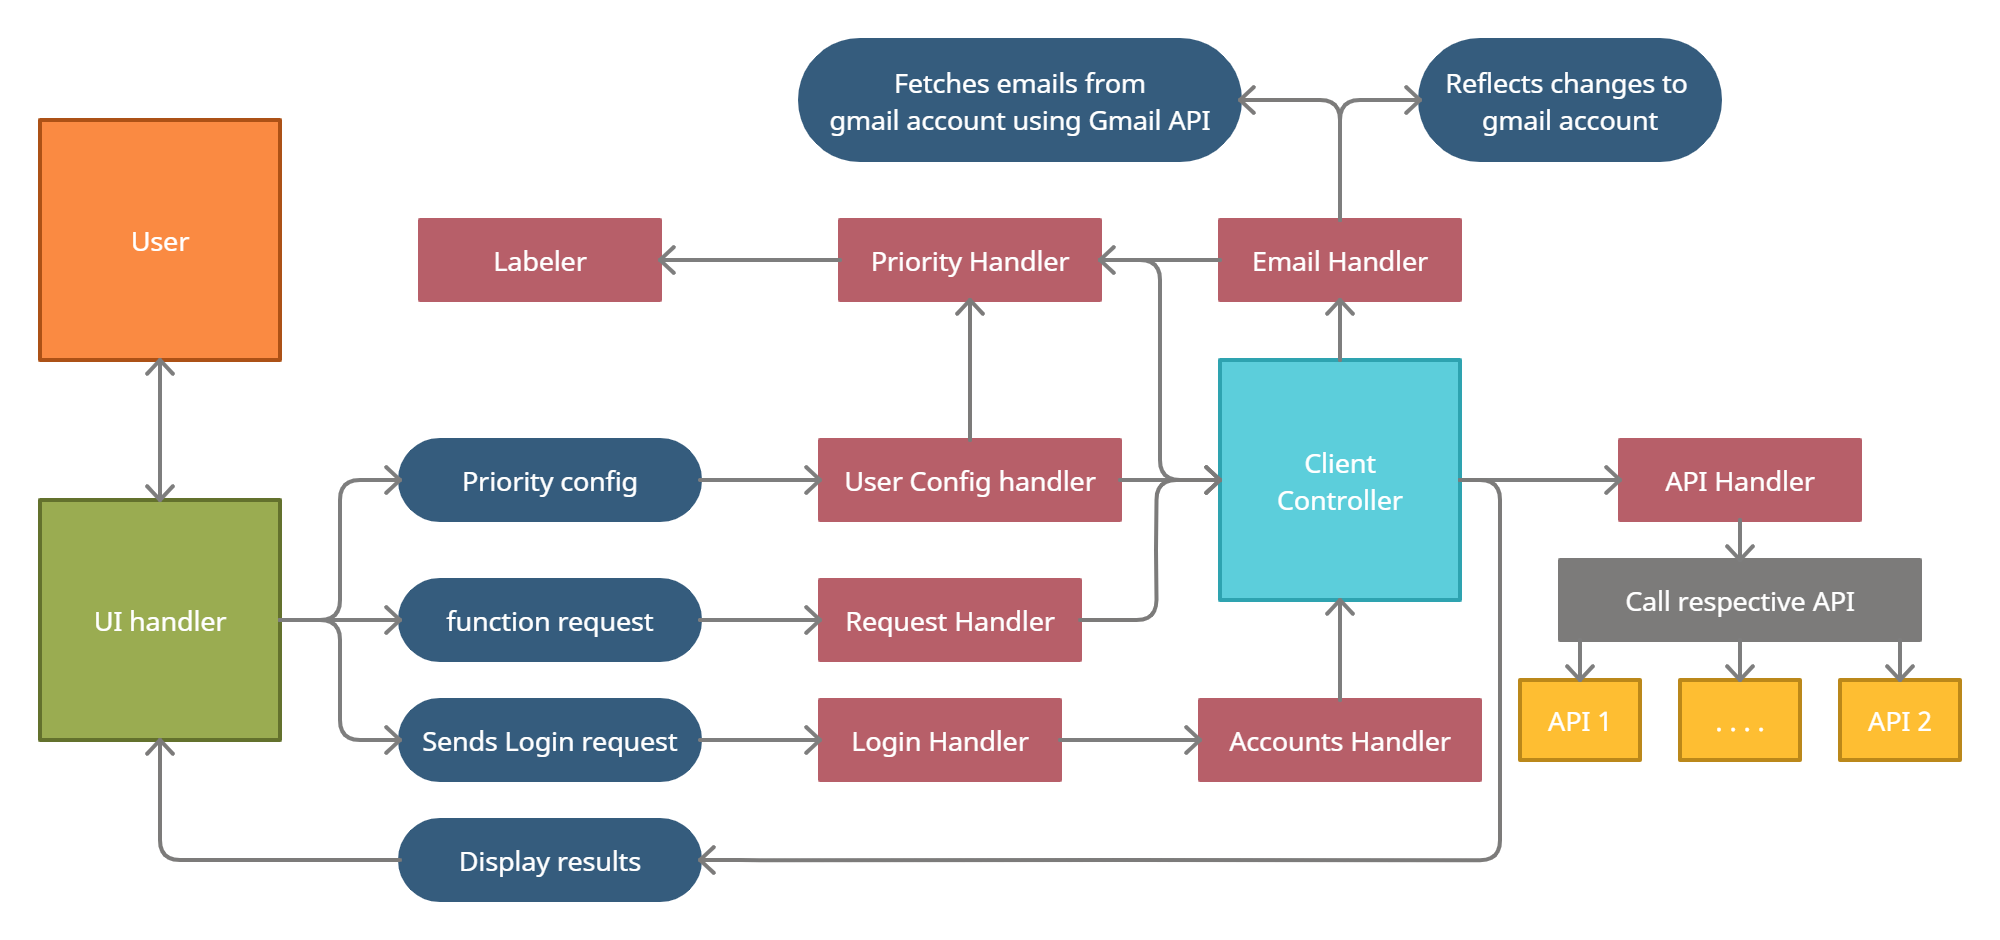 Fetches emails from
gmail account using Gmail API
Reflects changes to
gmail account
User
Labeler
Priority Handler
Email Handler
Priority config
User Config handler
Client
Controller
API Handler
UI handler
function request
Request Handler
Call respective API
Sends Login request
Login Handler
Accounts Handler
API 1
. . . .
API 2
Display results